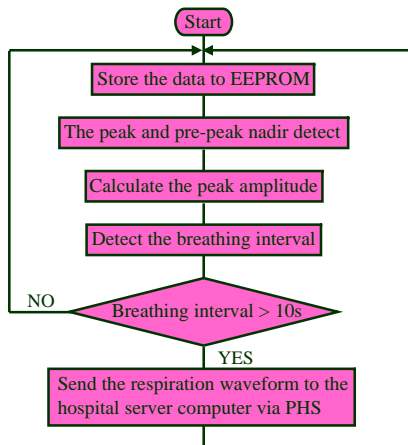 Start
Store the data to EEPROM
The peak and pre-peak nadir detect
Calculate the peak amplitude
Detect the breathing interval
Breathing interval > 10s
NO
YES
Send the respiration waveform to the
hospital server computer via PHS